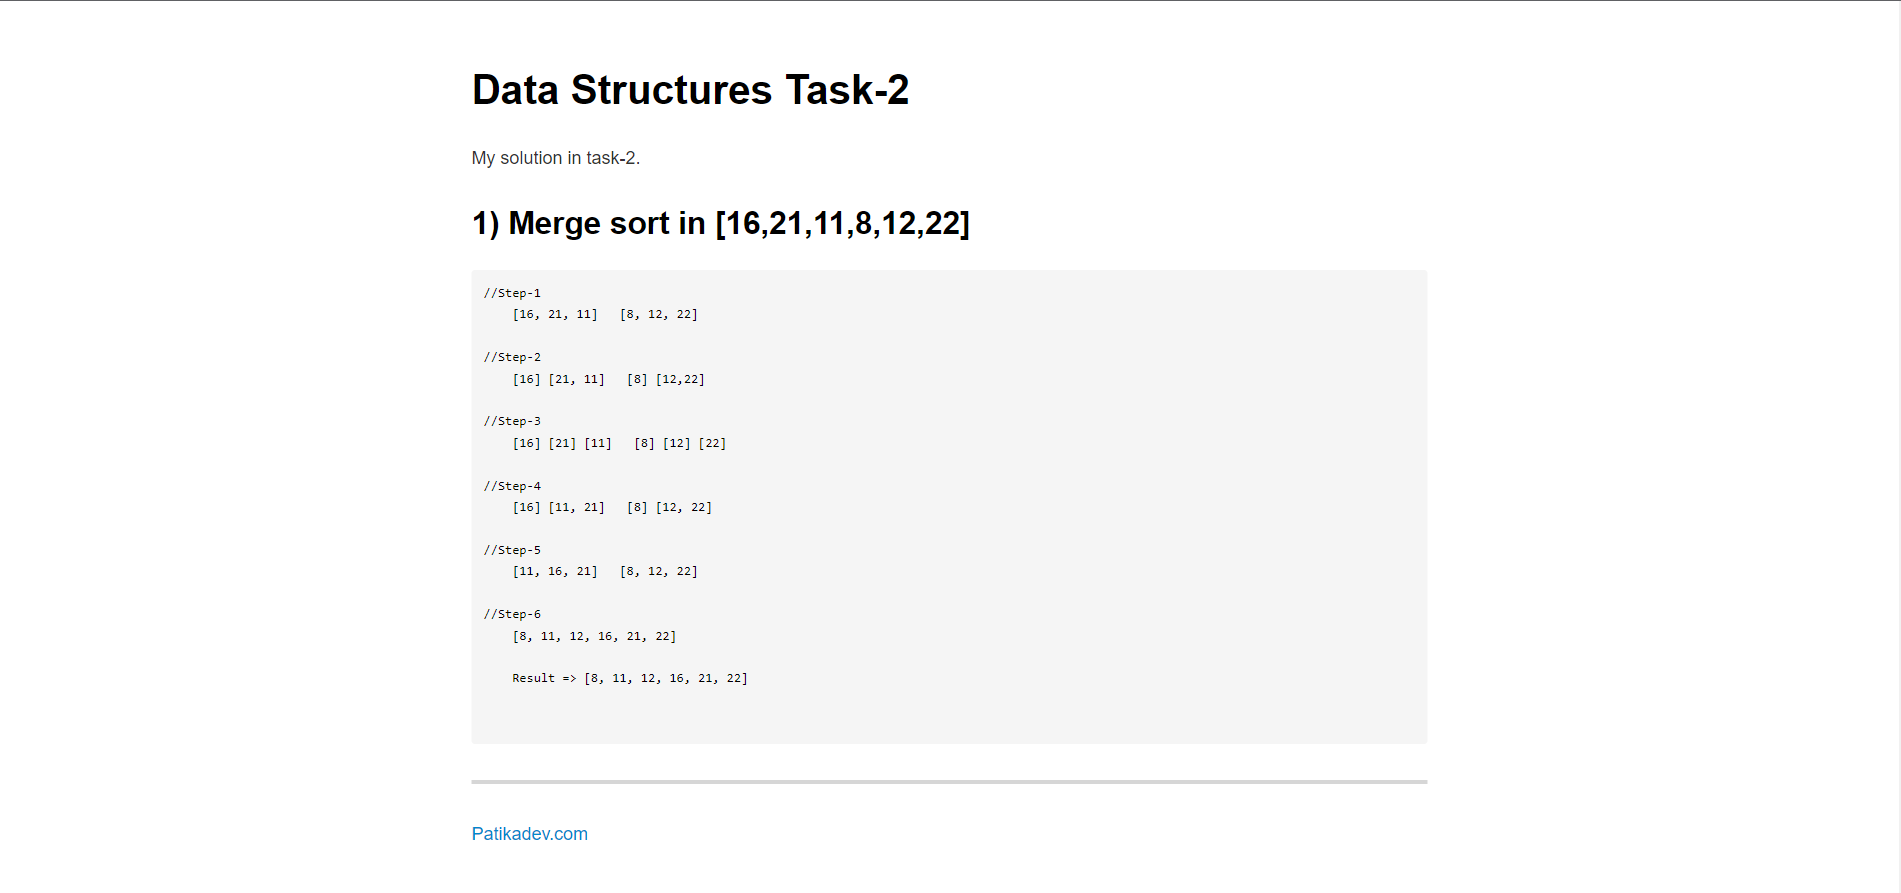 Data Structures Task-2
My solution in task-2.
1) Merge sort in [16,21,11,8,12,22]
//Step-1
[16, 21, 11]   [8, 12, 22]
//Step-2
[16] [21, 11]   [8] [12,22]
//Step-3
[16] [21] [11]   [8] [12] [22]
//Step-4
[16] [11, 21]   [8] [12, 22]
//Step-5
[11, 16, 21]   [8, 12, 22]
//Step-6
[8, 11, 12, 16, 21, 22]
Result => [8, 11, 12, 16, 21, 22]
Patikadev.com